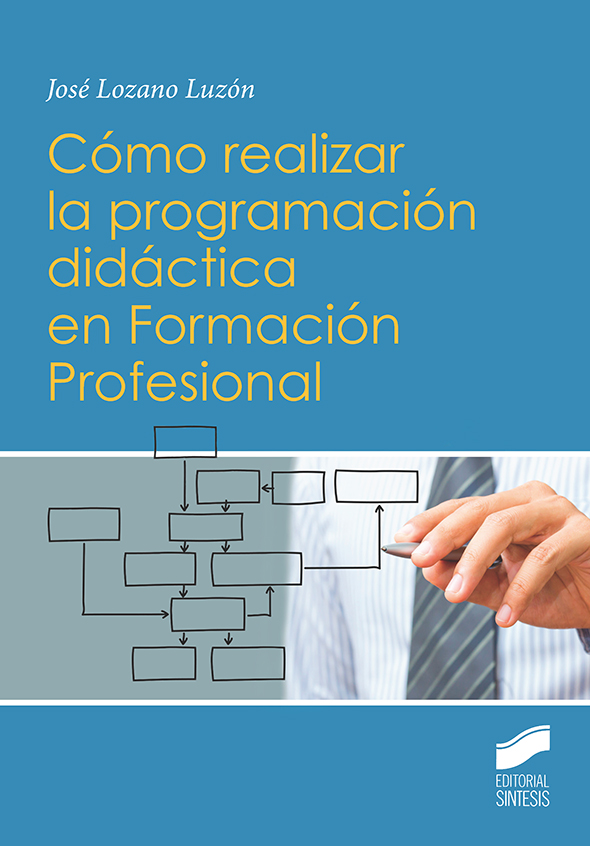 José Lozano Luzón
Cómo realizar
la programación
didáctica
en Formación
Profesional
EDITORIAL
SINTESIS